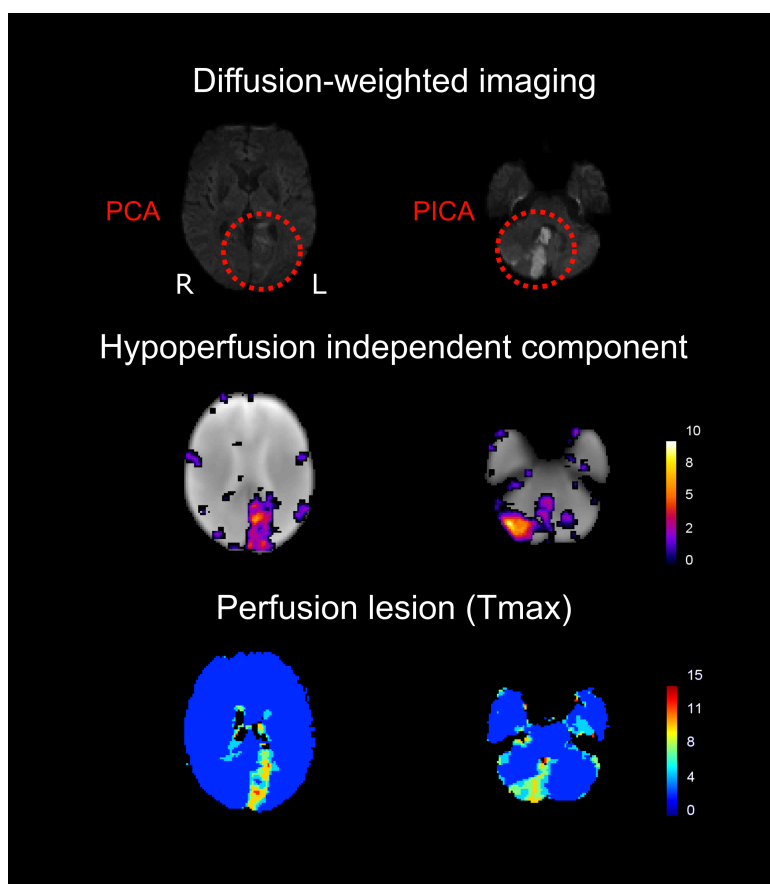 Diffusion-weighted imaging
PCA
PICA
R
L
Hypoperfusion independent component
10
8
5
2
0
Perfusion lesion (Tmax)
15
11
8
4
0